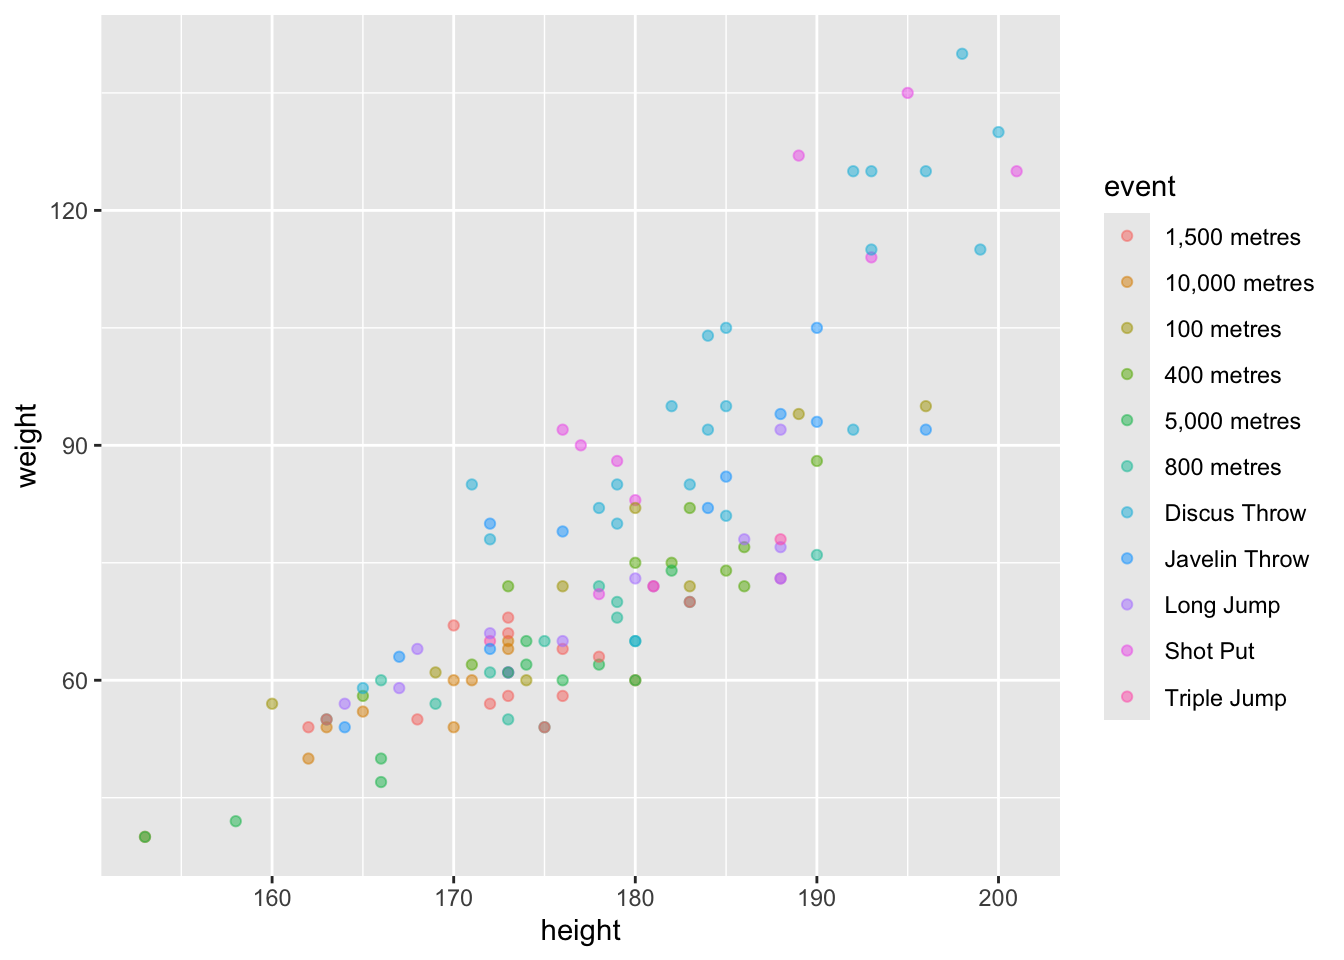 120
90
60
weight
160 170 180 190 200
height
event
1,500 metres
10,000 metres
100 metres
400 metres
5,000 metres
800 metres
Discus Throw
Javelin Throw
Long Jump
Shot Put
Triple Jump